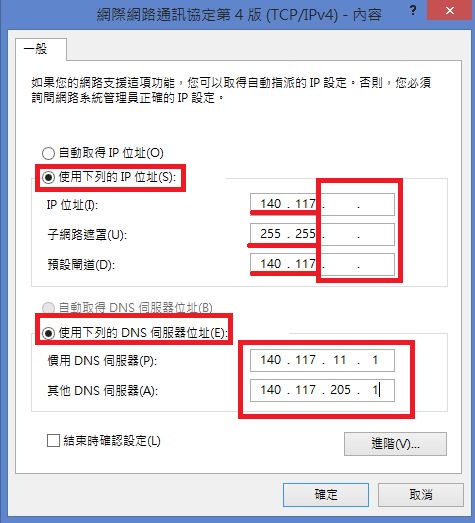 網際網路通訊協定第 4 版 (TCP/IPv4) - 內容
? ×
一般
如果您的網路支援這項功能，您可以取得自動指派的 IP 設定。否則，您必須
詢問網路系統管理員正確的 IP 設定。
自動取得 IP 位址(O)
使用下列的 IP 位址(S):
IP 位址(I): 140 . 117 . .
子網路遮罩(U): 255 . 255 . .
預設閘道(D): 140 . 117 . .
自動取得 DNS 伺服器位址(B)
使用下列的 DNS 伺服器位址(E):
慣用 DNS 伺服器(P): 140 . 117 . 11 . 1
其他 DNS 伺服器(A): 140 . 117 . 205 . 1
結束時確認設定(L)
進階(V)...
確定
取消